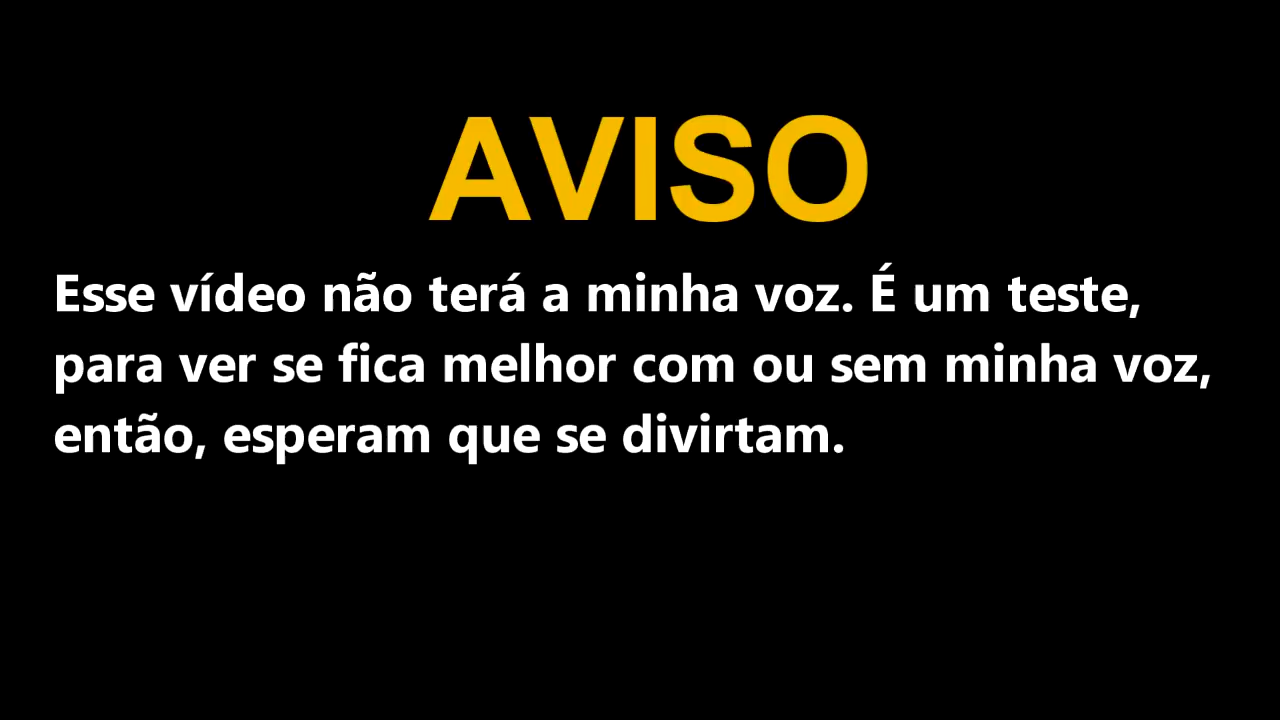 AVISO
Esse vídeo não terá a minha voz. É um teste,
para ver se fica melhor com ou sem minha voz,
então, esperam que se divirtam.